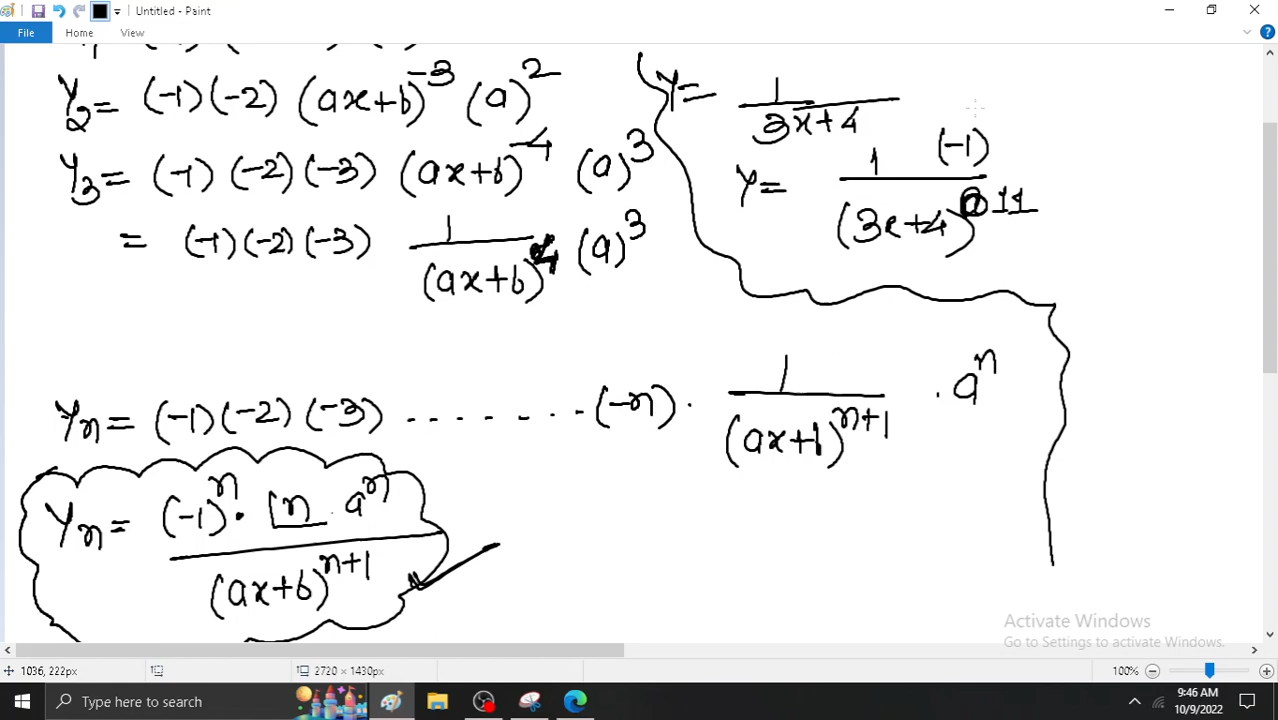 Untitled - Paint
File Home View
Y₂ = (-1)(-2) (ax+b)⁻³ (a)²
Y₃ = (-1)(-2)(-3) (ax+b)⁻⁴ (a)³
= (-1)(-2)(-3) 1/(ax+b)⁴ (a)³
Y = 1/(3x+4)
(-1)
Y = 1/(3x+4) 11
Yn = (-1)(-2)(-3) ........ (-n) · 1/(ax+b)ⁿ⁺¹ · aⁿ
Yn = (-1)ⁿ · |n · aⁿ / (ax+b)ⁿ⁺¹
Activate Windows
Go to Settings to activate Windows.
1036, 222px
2720 × 1430px
100%
Type here to search
9:46 AM
10/9/2022